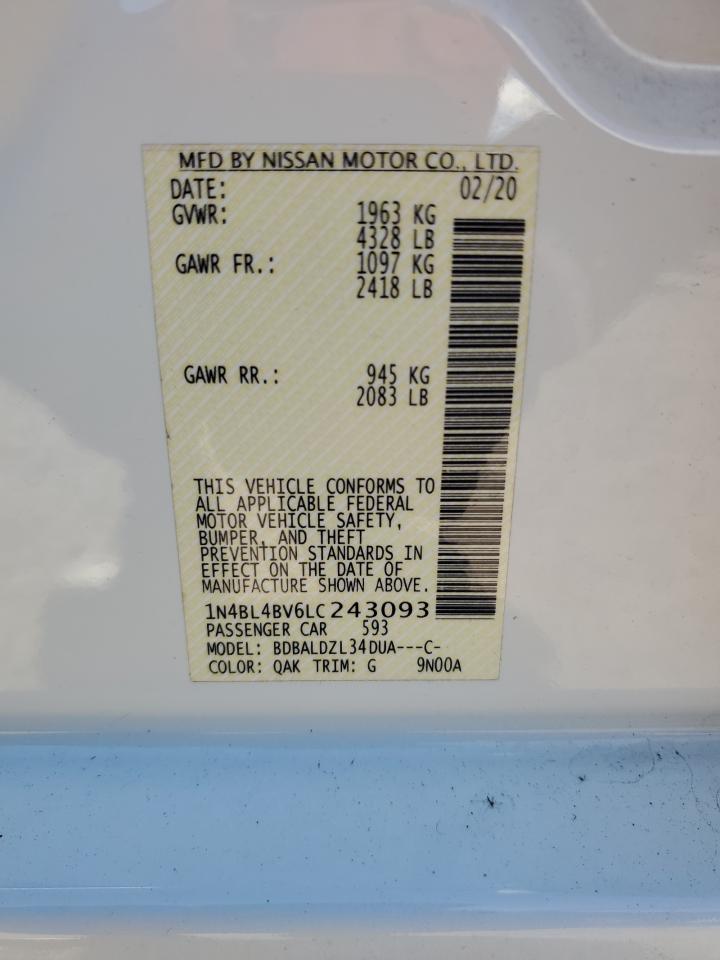 MFD BY NISSAN MOTOR CO., LTD.
DATE: 02/20
GVWR: 1963 KG
4328 LB
GAWR FR.: 1097 KG
2418 LB
GAWR RR.: 945 KG
2083 LB
THIS VEHICLE CONFORMS TO
ALL APPLICABLE FEDERAL
MOTOR VEHICLE SAFETY,
BUMPER, AND THEFT
PREVENTION STANDARDS IN
EFFECT ON THE DATE OF
MANUFACTURE SHOWN ABOVE.
1N4BL4BV6LC243093
PASSENGER CAR 593
MODEL: BDBALDZL34DUA---C-
COLOR: QAK TRIM: G 9N00A